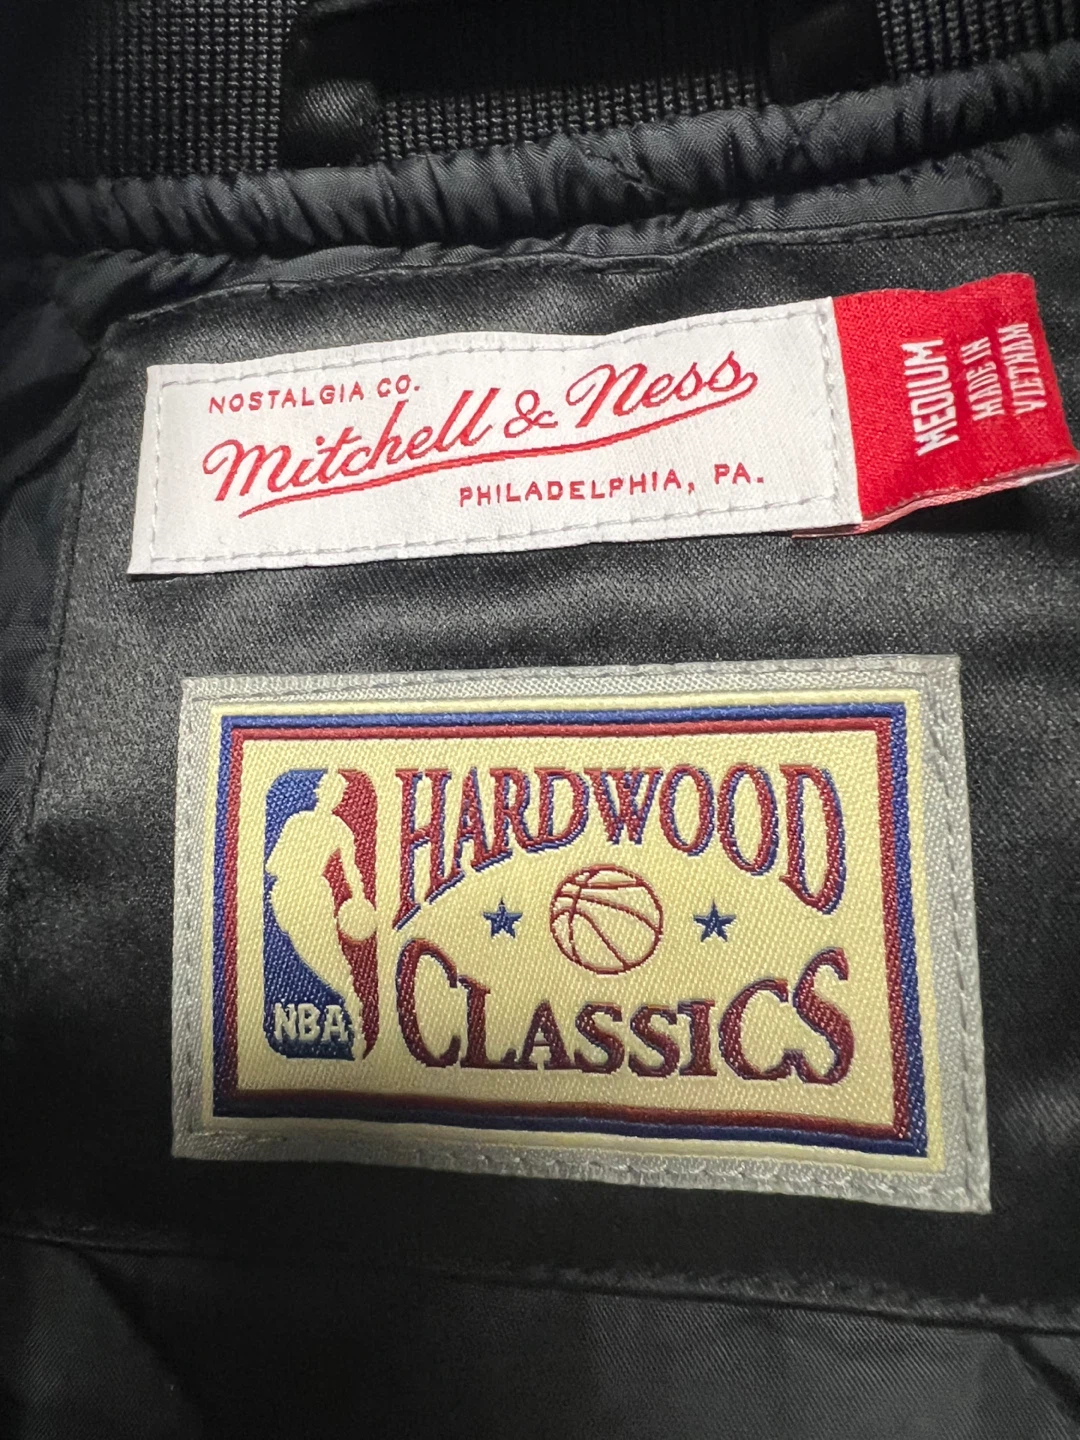 NOSTALGIA CO.
Mitchell & Ness
PHILADELPHIA, PA.
MEDIUM
MADE IN
VIETNAM
HARDWOOD
CLASSICS
NBA